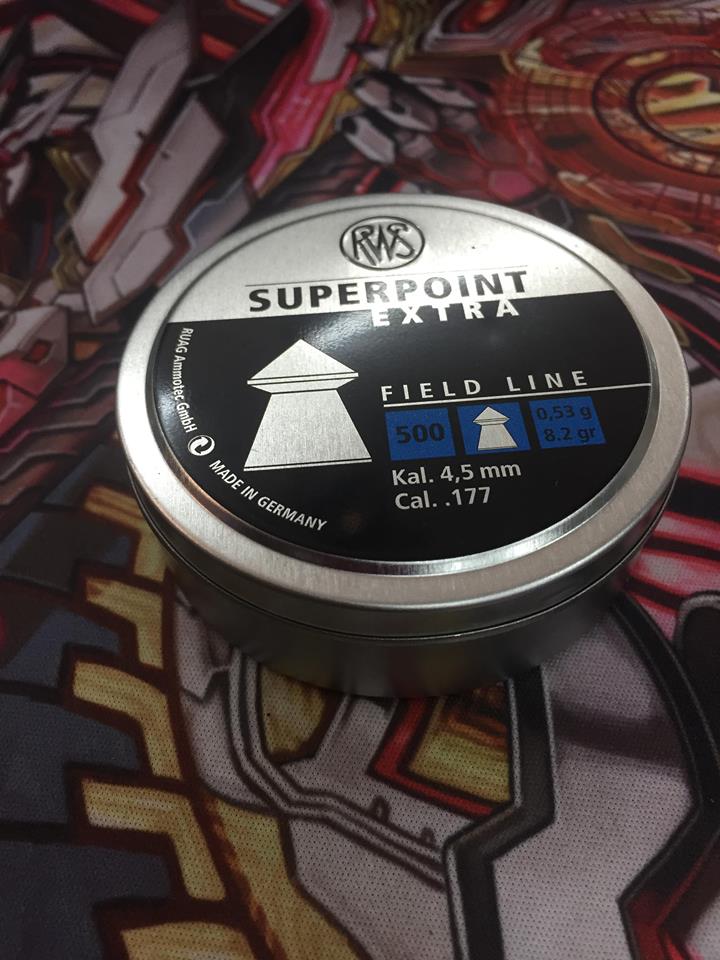 RWS
SUPERPOINT
EXTRA
FIELD LINE
500
0,53 g
8.2 gr
Kal. 4,5 mm
Cal. .177
RUAG Ammotec GmbH
MADE IN GERMANY